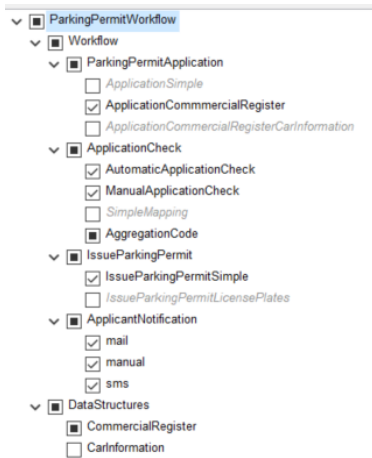 ParkingPermitWorkflow
Workflow
ParkingPermitApplication
ApplicationSimple
ApplicationCommmercialRegister
ApplicationCommercialRegisterCarInformation
ApplicationCheck
AutomaticApplicationCheck
ManualApplicationCheck
SimpleMapping
AggregationCode
IssueParkingPermit
IssueParkingPermitSimple
IssueParkingPermitLicensePlates
ApplicantNotification
mail
manual
sms
DataStructures
CommercialRegister
CarInformation